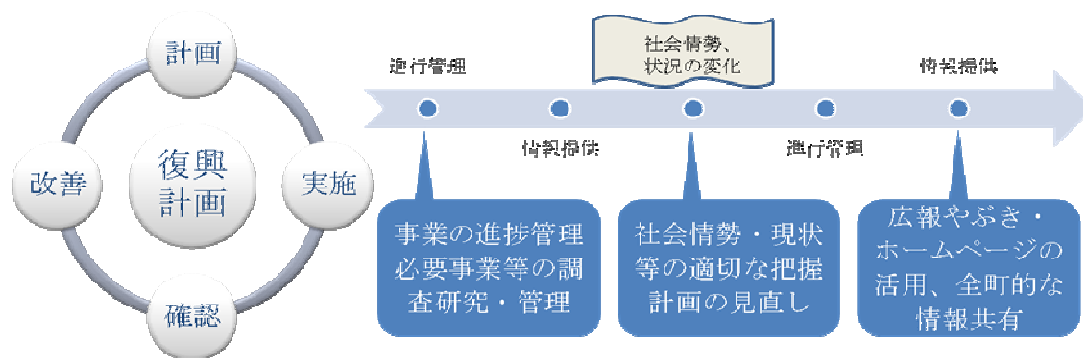 計画
改善
復興
計画
実施
確認
進行管理
情報提供
社会情勢、
状況の変化
進行管理
情報提供
事業の進捗管理
必要事業等の調
査研究・管理
社会情勢・現状
等の適切な把握
計画の見直し
広報やぶき・
ホームページの
活用、全町的な
情報共有